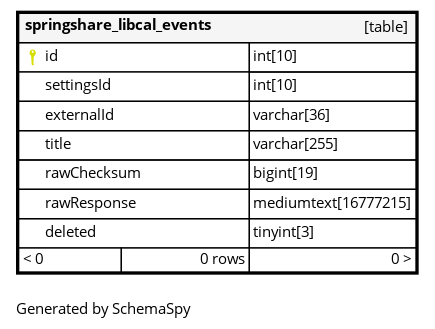 springshare_libcal_events [table]
id int[10]
settingsId int[10]
externalId varchar[36]
title varchar[255]
rawChecksum bigint[19]
rawResponse mediumtext[16777215]
deleted tinyint[3]
< 0 0 rows 0 >
Generated by SchemaSpy